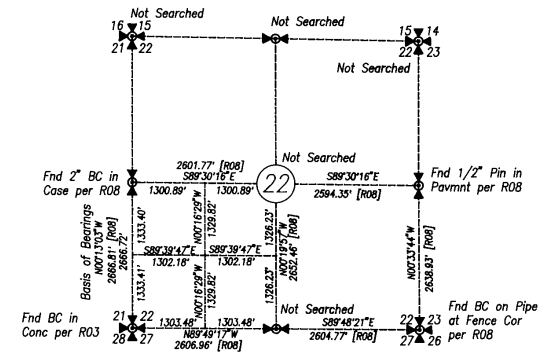 Not Searched
16 15
21 22
15 14
22 23
Not Searched
Not Searched
2601.77' [R08]
S89'30'16"E
1300.89' 1300.89'
22
S89'30'16"E
2594.35' [R08]
Fnd 2" BC in
Case per R08
Fnd 1/2" Pin in
Pavmnt per R08
Basis of Bearings
N00'13'03"W
2666.81' [R08]
2666.72'
1333.40'
1333.41'
N00'16'29"W
1329.82'
N00'16'29"W
1329.82'
1326.23'
1326.23'
N00'19'57"W
2652.46' [R08]
N00'33'44"W
2638.93' [R08]
S89'39'47"E S89'39'47"E
1302.18' 1302.18'
Fnd BC in
Conc per R03
21 22
28 27
1303.48' 1303.48'
N89'49'17"W
2606.96' [R08]
Not Searched
S89'48'21"E
2604.77' [R08]
22 23
27 26
Fnd BC on Pipe
at Fence Cor
per R08